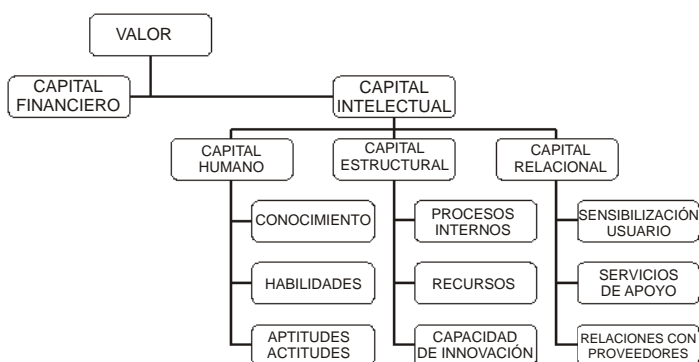 VALOR
CAPITAL
FINANCIERO
CAPITAL
INTELECTUAL
CAPITAL
HUMANO
CAPITAL
ESTRUCTURAL
CAPITAL
RELACIONAL
CONOCIMIENTO
PROCESOS
INTERNOS
SENSIBILIZACIÓN
USUARIO
HABILIDADES
RECURSOS
SERVICIOS
DE APOYO
APTITUDES
ACTITUDES
CAPACIDAD
DE INNOVACIÓN
RELACIONES CON
PROVEEDORES